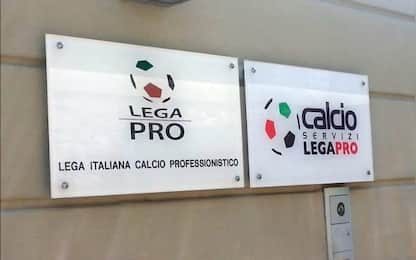 LEGA
PRO
LEGA ITALIANA CALCIO PROFESSIONISTICO
calcio
SERVIZI
LEGAPRO